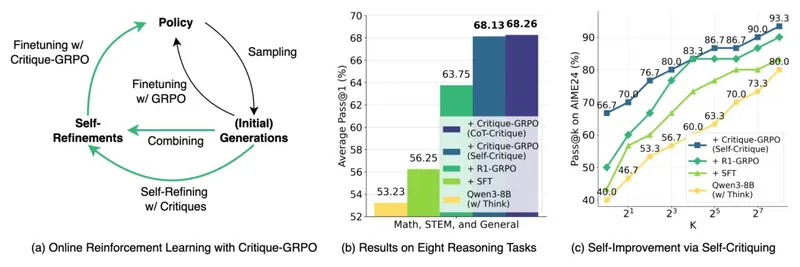 Policy
Finetuning w/
Critique-GRPO
Sampling
Finetuning
w/ GRPO
Self-
Refinements
(Initial)
Generations
Combining
Self-Refining
w/ Critiques
(a) Online Reinforcement Learning with Critique-GRPO
Average Pass@1 (%)
70
68
66
64
62
60
58
56
54
52
53.23
56.25
63.75
68.13
68.26
+ Critique-GRPO
(CoT-Critique)
+ Critique-GRPO
(Self-Critique)
+ R1-GRPO
+ SFT
Qwen3-8B
(w/ Think)
Math, STEM, and General
(b) Results on Eight Reasoning Tasks
Pass@k on AIME24 (%)
90
80
70
60
50
40
66.7
70.0
76.7
80.0
83.3
86.7
86.7
90.0
93.3
40.0
46.7
53.3
56.7
60.0
63.3
70.0
73.3
80.0
+ Critique-GRPO
(Self-Critique)
+ R1-GRPO
+ SFT
Qwen3-8B
(w/ Think)
2¹
2³
2⁵
2⁷
K
(c) Self-Improvement via Self-Critiquing